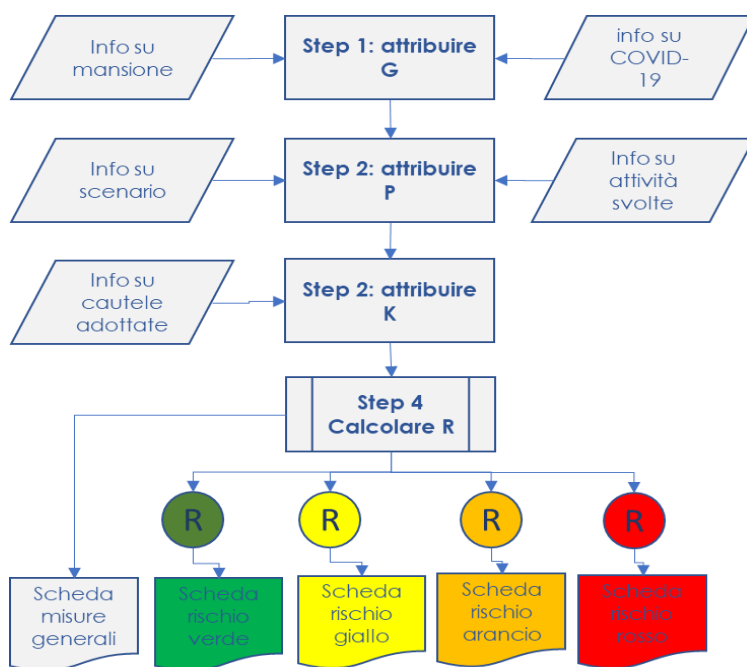 Info su
mansione
Step 1: attribuire
G
info su
COVID-
19
Info su
scenario
Step 2: attribuire
P
Info su
attività
svolte
Info su
cautele
adottate
Step 2: attribuire
K
Step 4
Calcolare R
R
R
R
R
Scheda
misure
generali
Scheda
rischio
verde
Scheda
rischio
giallo
Scheda
rischio
arancio
Scheda
rischio
rosso